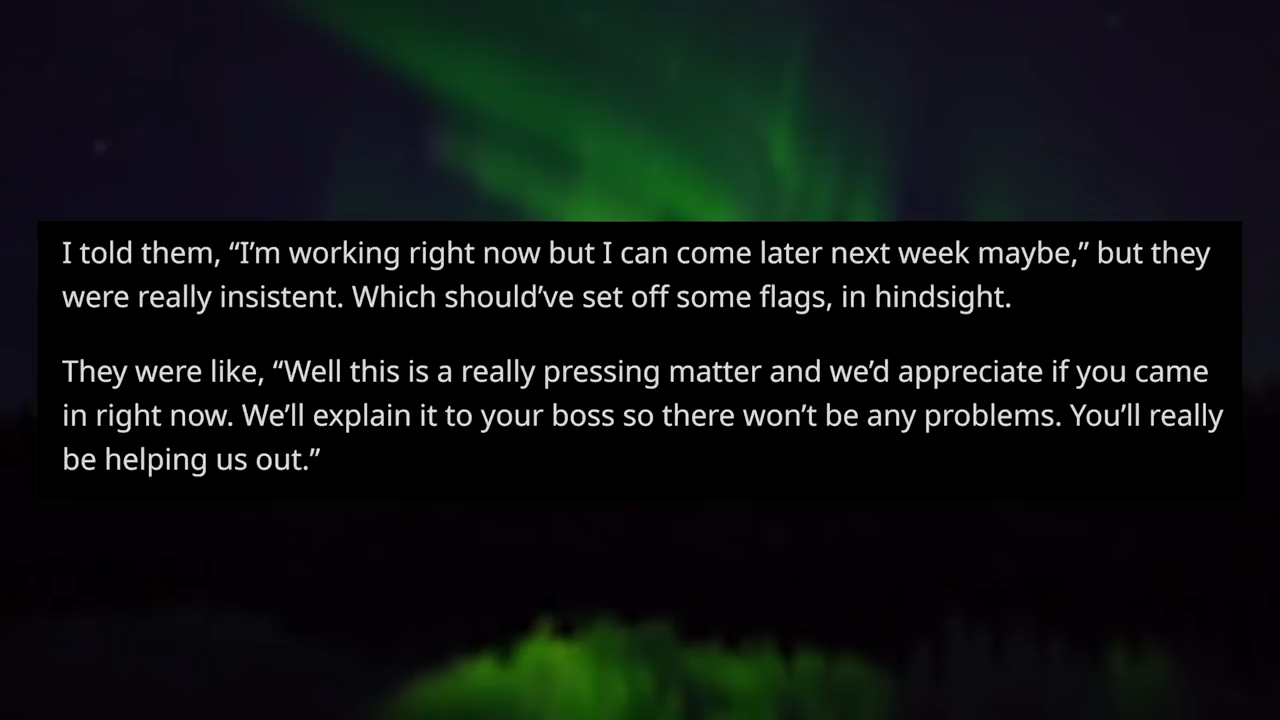 I told them, “I’m working right now but I can come later next week maybe,” but they
were really insistent. Which should’ve set off some flags, in hindsight.
They were like, “Well this is a really pressing matter and we’d appreciate if you came
in right now. We’ll explain it to your boss so there won’t be any problems. You’ll really
be helping us out.”